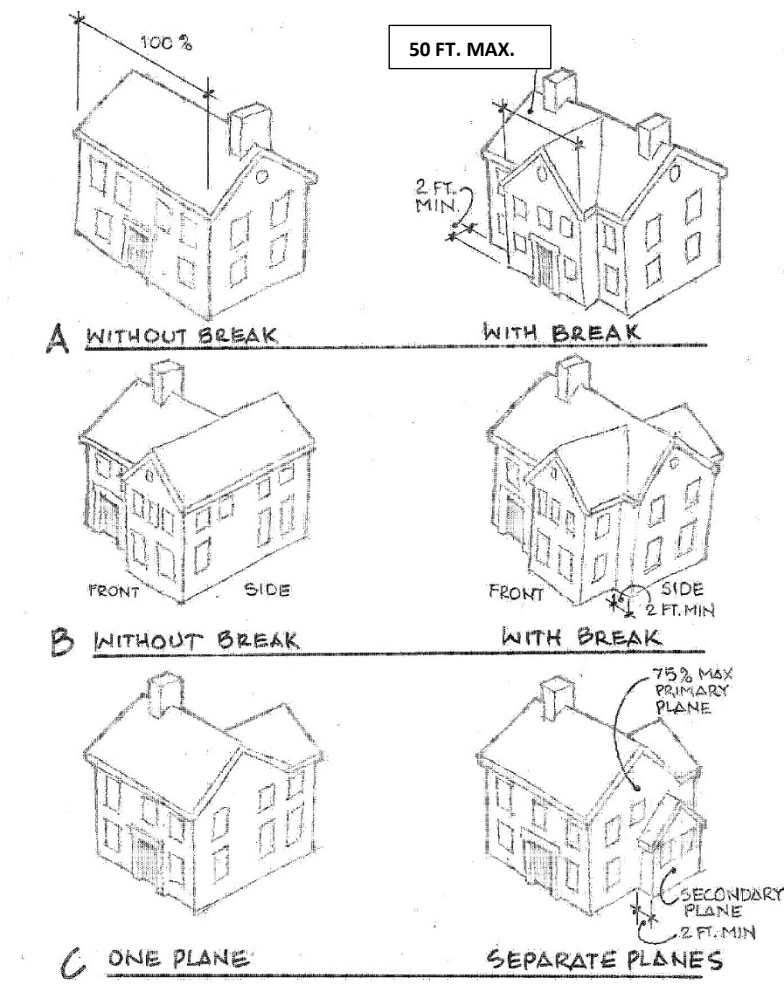 100 %
50 FT. MAX.
2 FT.
MIN.
A WITHOUT BREAK
WITH BREAK
FRONT
SIDE
FRONT
SIDE
2 FT. MIN
B WITHOUT BREAK
WITH BREAK
75% MAX
PRIMARY
PLANE
SECONDARY
PLANE
2 FT. MIN
C ONE PLANE
SEPARATE PLANES